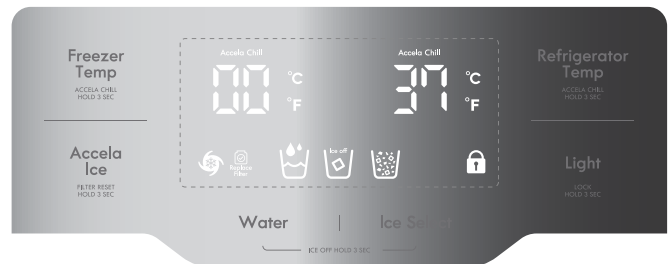 Freezer
Temp
ACCELA CHILL
HOLD 3 SEC
Accela
Ice
FILTER RESET
HOLD 3 SEC
Accela Chill
00
°C
°F
Accela Chill
37
°C
°F
Replace
Filter
Ice off
Refrigerator
Temp
ACCELA CHILL
HOLD 3 SEC
Light
LOCK
HOLD 3 SEC
Water | Ice Select
ICE OFF HOLD 3 SEC